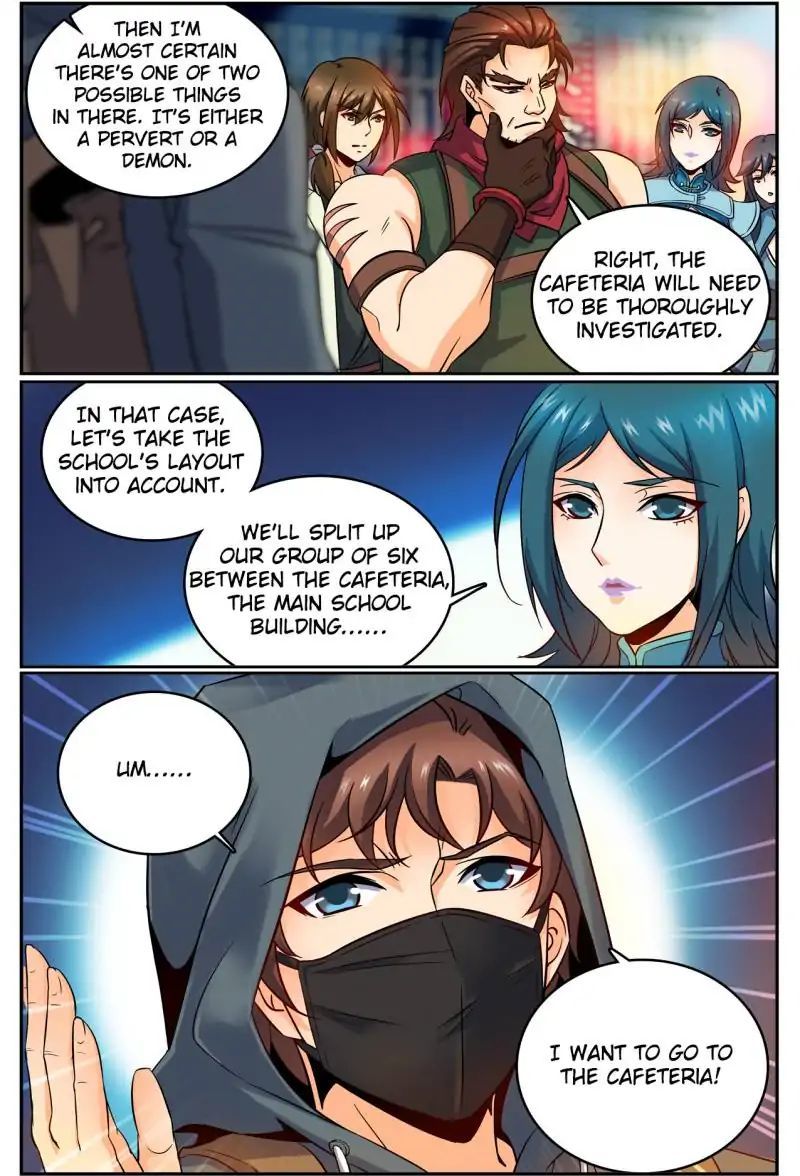 THEN I'M
ALMOST CERTAIN
THERE'S ONE OF TWO
POSSIBLE THINGS
IN THERE. IT'S EITHER
A PERVERT OR A
DEMON.
RIGHT, THE
CAFETERIA WILL NEED
TO BE THOROUGHLY
INVESTIGATED.
IN THAT CASE,
LET'S TAKE THE
SCHOOL'S LAYOUT
INTO ACCOUNT.
WE'LL SPLIT UP
OUR GROUP OF SIX
BETWEEN THE CAFETERIA,
THE MAIN SCHOOL
BUILDING......
UM......
I WANT TO GO TO
THE CAFETERIA!